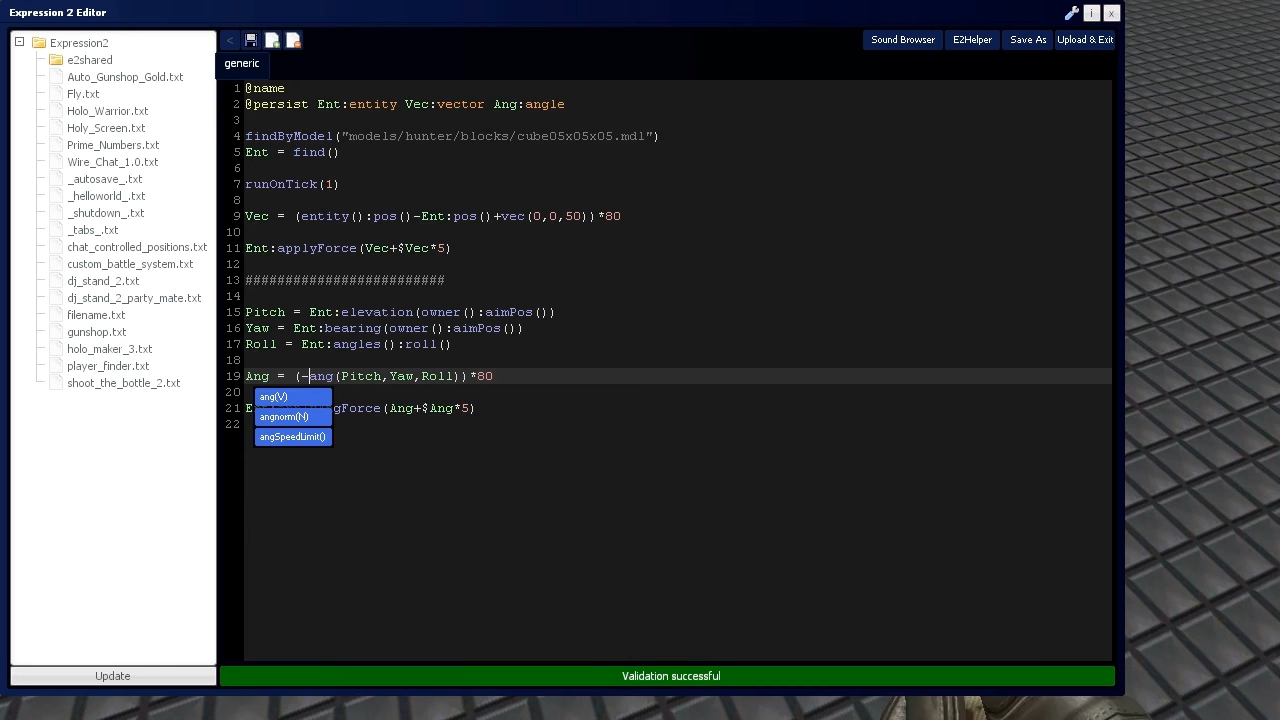 Expression 2 Editor
i
x
Expression2
e2shared
Auto_Gunshop_Gold.txt
Fly.txt
Holo_Warrior.txt
Holy_Screen.txt
Prime_Numbers.txt
Wire_Chat_1.0.txt
_autosave_.txt
_helloworld_.txt
_shutdown_.txt
_tabs_.txt
chat_controlled_positions.txt
custom_battle_system.txt
dj_stand_2.txt
dj_stand_2_party_mate.txt
filename.txt
gunshop.txt
holo_maker_3.txt
player_finder.txt
shoot_the_bottle_2.txt
Update
<
Sound Browser
E2Helper
Save As
Upload & Exit
generic
1 @name
2 @persist Ent:entity Vec:vector Ang:angle
3
4 findByModel("models/hunter/blocks/cube05x05x05.mdl")
5 Ent = find()
6
7 runOnTick(1)
8
9 Vec = (entity():pos()-Ent:pos()+vec(0,0,50))*80
10
11 Ent:applyForce(Vec+$Vec*5)
12
13 #########################
14
15 Pitch = Ent:elevation(owner():aimPos())
16 Yaw = Ent:bearing(owner():aimPos())
17 Roll = Ent:angles():roll()
18
19 Ang = (-ang(Pitch,Yaw,Roll))*80
20
ang(V)
21 E gForce(Ang+$Ang*5)
angnorm(N)
22
angSpeedLimit()
Validation successful